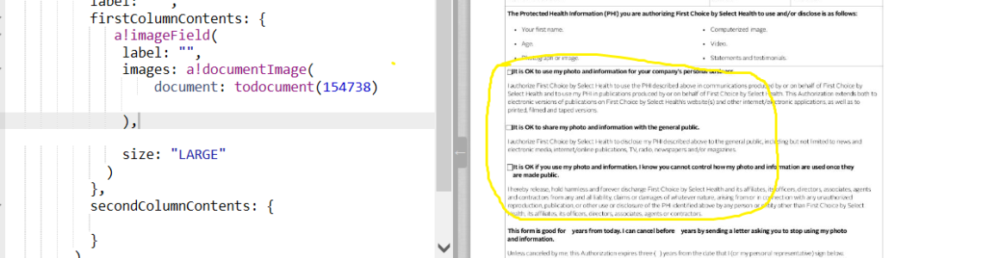 label: "",
firstColumnContents: {
a!imageField(
label: "",
images: a!documentImage(
document: todocument(154738)
),
size: "LARGE"
)
},
secondColumnContents: {
}
)
The Protected Health Information (PHI) you are authorizing First Choice by Select Health to use and/or disclose is as follows:
• Your first name.
• Computerized image.
• Age.
• Video.
• Photograph or image.
• Statements and testimonials.
It is OK to use my photo and information for your company's personal
I authorize First Choice by Select Health to use the PHI described above in communications produced by or on behalf of First Choice by
Select Health and to use my PHI in publications produced by or on behalf of First Choice by Select Health. This Authorization extends both to
electronic versions of publications on First Choice by Select Health's website(s) and other internet/electronic applications, as well as to
printed, filmed and taped versions.
It is OK to share my photo and information with the general public.
I authorize First Choice by Select Health to disclose my PHI described above to the general public, including but not limited to news and
electronic media, internet/online publications, TV, radio, newspapers and/or magazines.
It is OK if you use my photo and information. I know you cannot control how my photo and information are used once they
are made public.
I hereby release, hold harmless and forever discharge First Choice by Select Health and its affiliates, its officers, directors, associates, agents
and contractors from any and all liability, claims or damages of whatever nature, arising from or in connection with any unauthorized
reproduction, publication, or other use or disclosure of the PHI identified above by any person or entity other than First Choice by Select
Health, its affiliates, its officers, directors, associates, agents or contractors.
This form is good for years from today. I can cancel before years by sending a letter asking you to stop using my photo
and information.
Unless canceled by me, this Authorization expires three ( ) years from the date that I (or my personal representative) sign below.